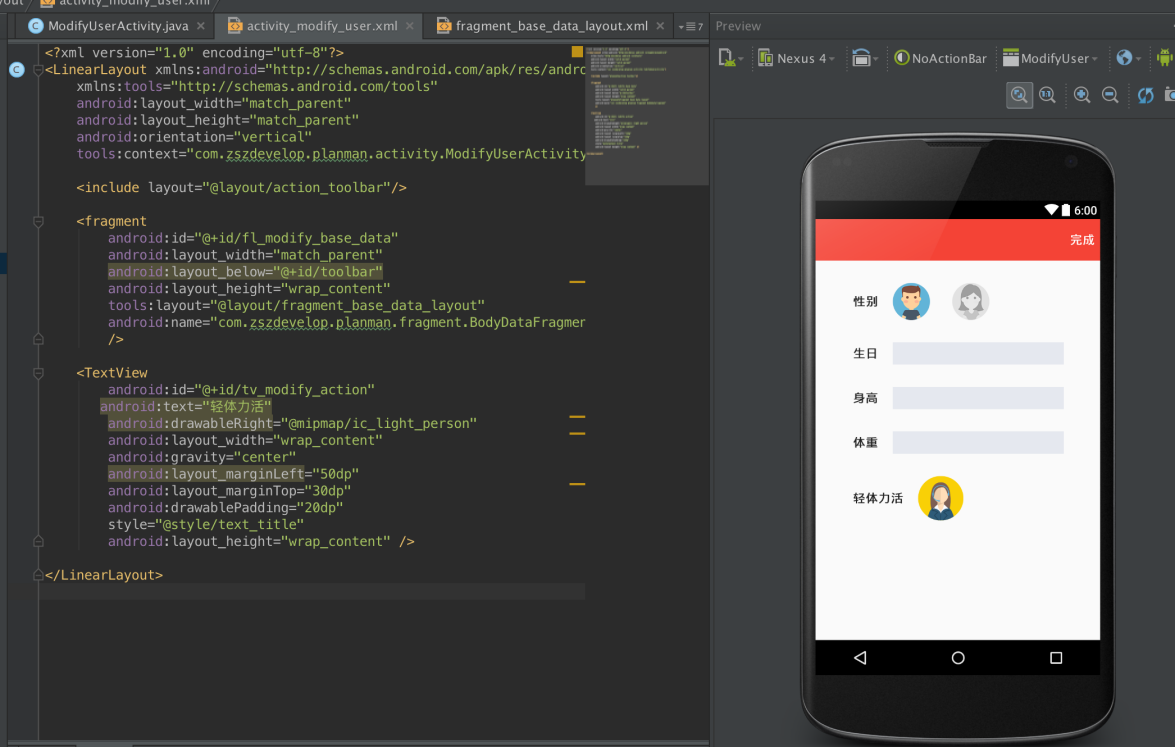 activity_modify_user.xml
ModifyUserActivity.java
activity_modify_user.xml
fragment_base_data_layout.xml
7
Preview
Nexus 4
NoActionBar
ModifyUser
1:1
<?xml version="1.0" encoding="utf-8"?>
<LinearLayout xmlns:android="http://schemas.android.com/apk/res/andro
xmlns:tools="http://schemas.android.com/tools"
android:layout_width="match_parent"
android:layout_height="match_parent"
android:orientation="vertical"
tools:context="com.zszdevelop.planman.activity.ModifyUserActivity
<include layout="@layout/action_toolbar"/>
<fragment
android:id="@+id/fl_modify_base_data"
android:layout_width="match_parent"
android:layout_below="@+id/toolbar"
android:layout_height="wrap_content"
tools:layout="@layout/fragment_base_data_layout"
android:name="com.zszdevelop.planman.fragment.BodyDataFragmen
/>
<TextView
android:id="@+id/tv_modify_action"
android:text="轻体力活"
android:drawableRight="@mipmap/ic_light_person"
android:layout_width="wrap_content"
android:gravity="center"
android:layout_marginLeft="50dp"
android:layout_marginTop="30dp"
android:drawablePadding="20dp"
style="@style/text_title"
android:layout_height="wrap_content" />
</LinearLayout>
6:00
完成
性别
生日
身高
体重
轻体力活